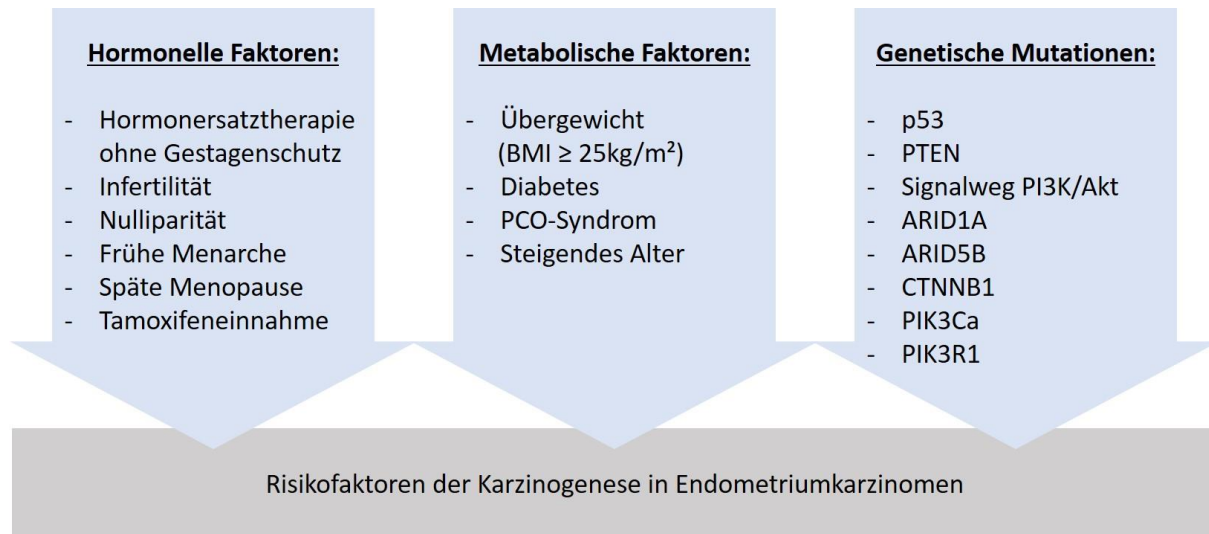 Hormonelle Faktoren:
- Hormonersatztherapie
ohne Gestagenschutz
- Infertilität
- Nulliparität
- Frühe Menarche
- Späte Menopause
- Tamoxifeneinnahme
Metabolische Faktoren:
- Übergewicht
(BMI ≥ 25kg/m²)
- Diabetes
- PCO-Syndrom
- Steigendes Alter
Genetische Mutationen:
- p53
- PTEN
- Signalweg PI3K/Akt
- ARID1A
- ARID5B
- CTNNB1
- PIK3Ca
- PIK3R1
Risikofaktoren der Karzinogenese in Endometriumkarzinomen